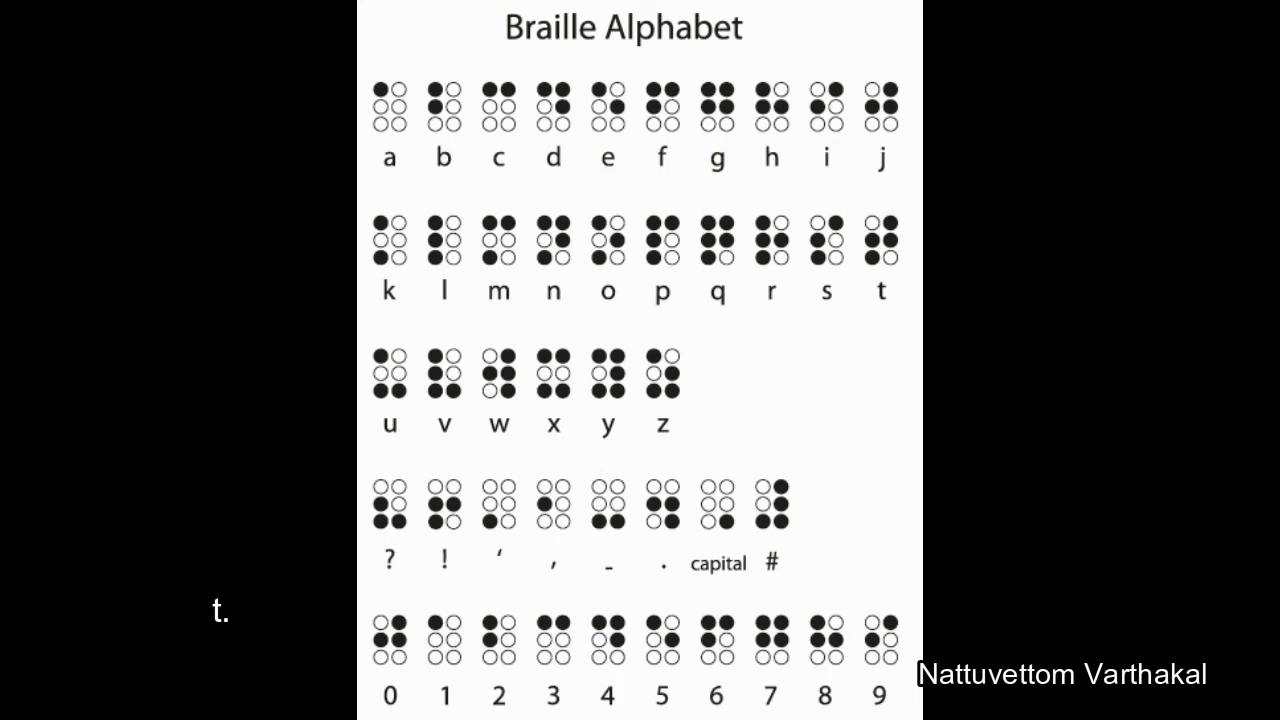 Braille Alphabet
a b c d e f g h i j
k l m n o p q r s t
u v w x y z
? ! ‘ , - . capital #
t.
Nattuvettom Varthakal
0 1 2 3 4 5 6 7 8 9